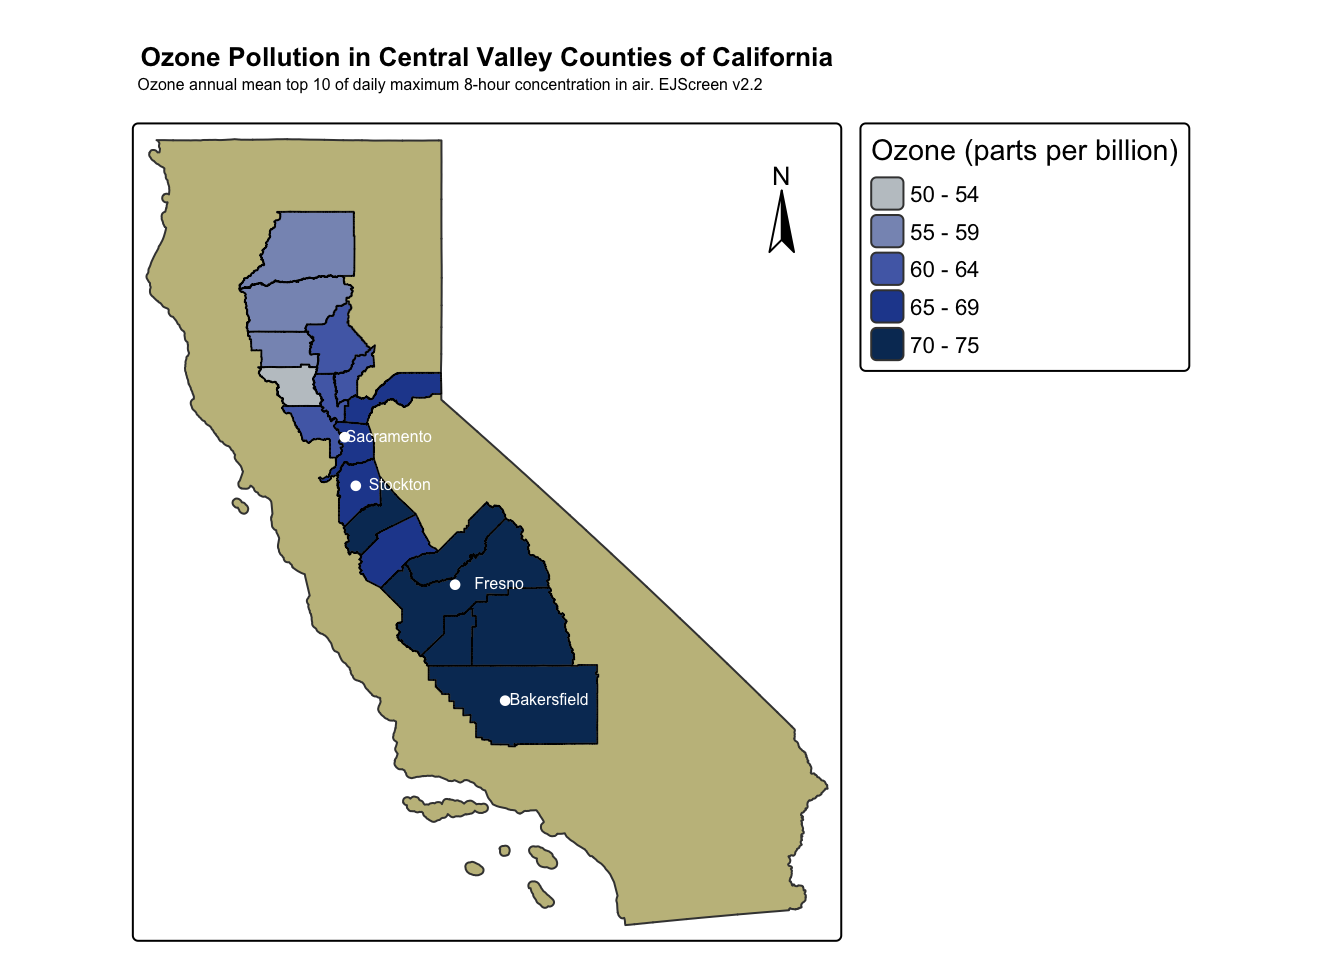 Ozone Pollution in Central Valley Counties of California
Ozone annual mean top 10 of daily maximum 8-hour concentration in air. EJScreen v2.2
N
Ozone (parts per billion)
50 - 54
55 - 59
60 - 64
65 - 69
70 - 75
Sacramento
Stockton
Fresno
Bakersfield